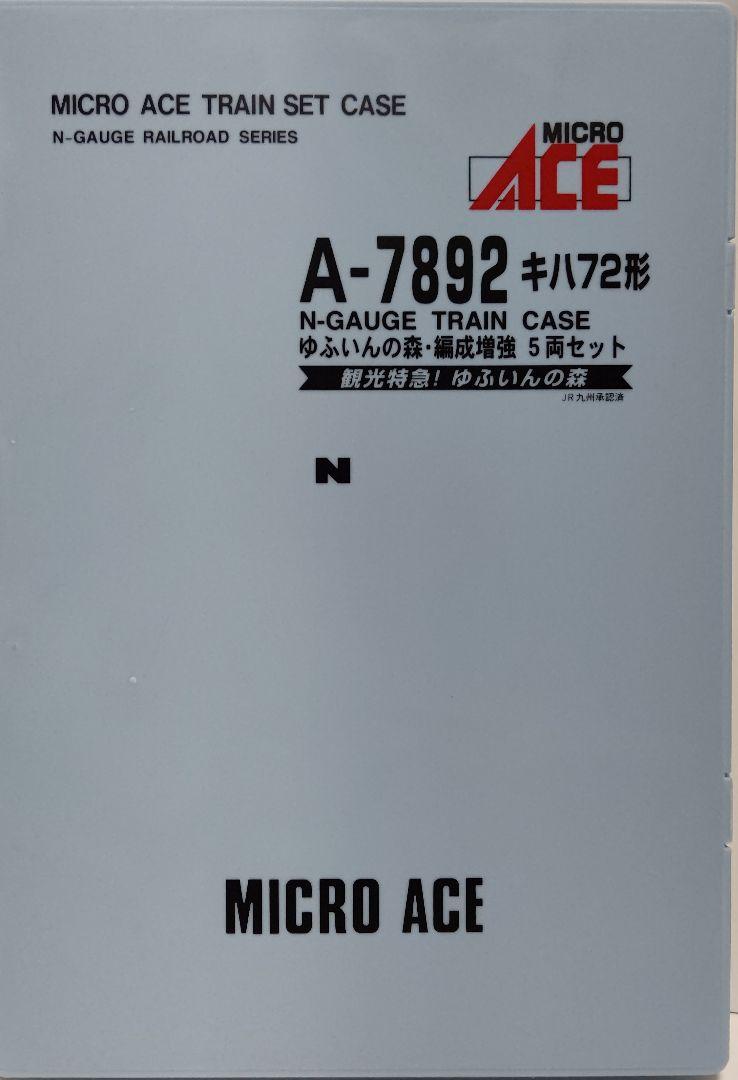 MICRO ACE TRAIN SET CASE
N-GAUGE RAILROAD SERIES
MICRO
ACE
A-7892 キハ72形
N-GAUGE TRAIN CASE
ゆふいんの森・編成増強 5両セット
観光特急!ゆふいんの森
JR九州承認済
N
MICRO ACE